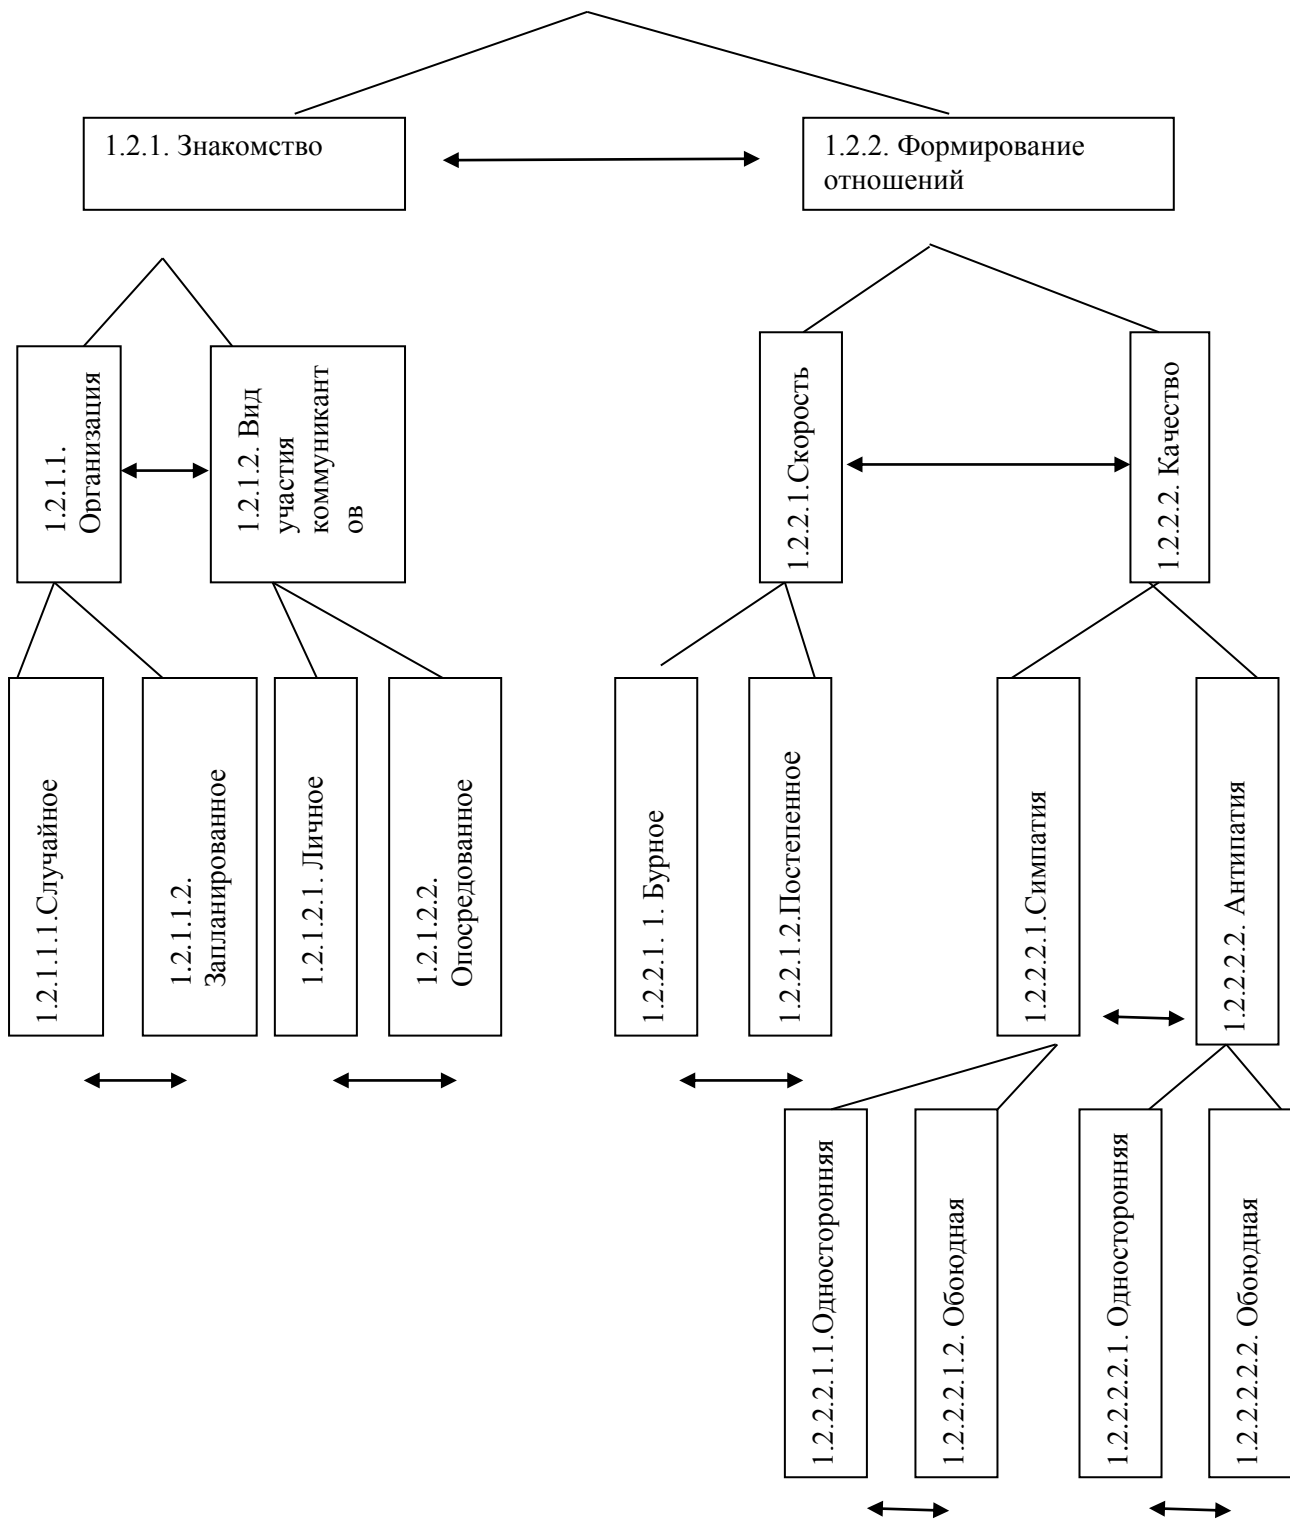 1.2.1. Знакомство
1.2.2. Формирование
отношений
1.2.1.1.
Организация
1.2.1.2. Вид
участия
коммуникант
ов
1.2.2.1.Скорость
1.2.2.2. Качество
1.2.1.1.1.Случайное
1.2.1.1.2.
Запланированное
1.2.1.2.1. Личное
1.2.1.2.2.
Опосредованное
1.2.2.1. 1. Бурное
1.2.2.1.2.Постепенное
1.2.2.2.1.Симпатия
1.2.2.2.2. Антипатия
1.2.2.2.1.1.Односторонняя
1.2.2.2.1.2. Обоюдная
1.2.2.2.2.1. Односторонняя
1.2.2.2.2.2. Обоюдная